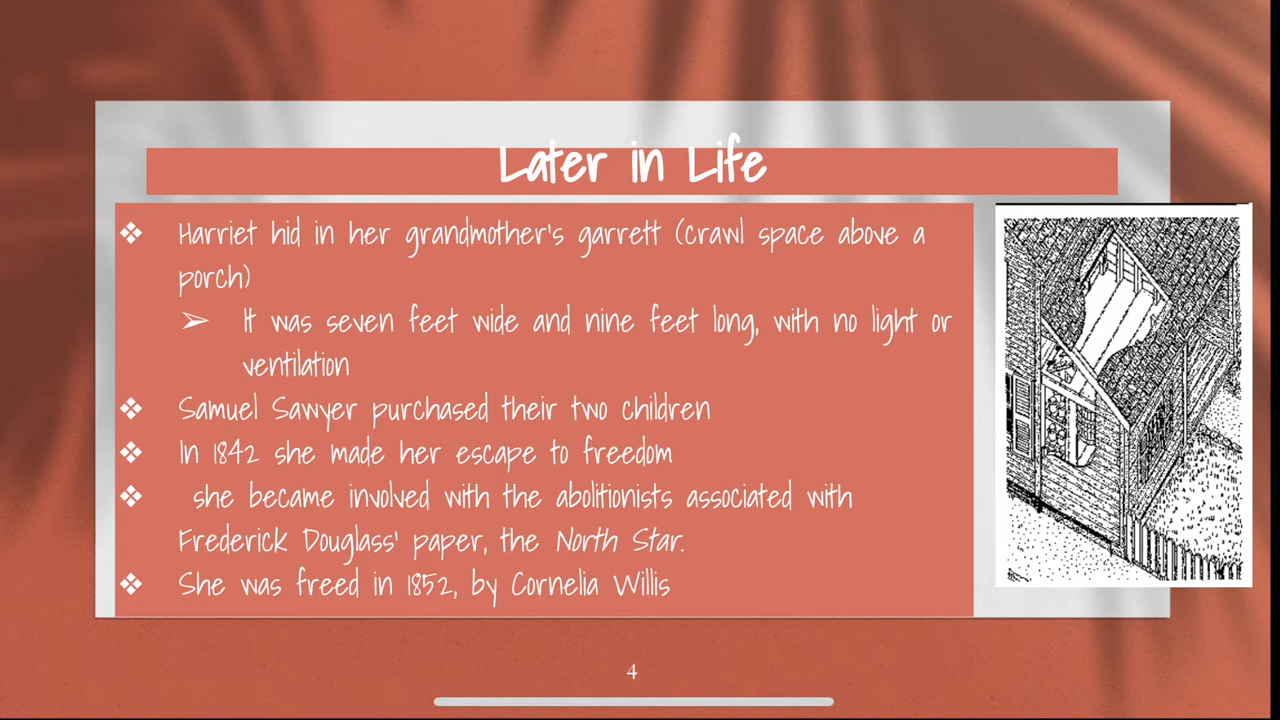 Later in Life
❖ Harriet hid in her grandmother's garrett (crawl space above a
porch)
➢ It was seven feet wide and nine feet long, with no light or
ventilation
❖ Samuel Sawyer purchased their two children
❖ In 1842 she made her escape to freedom
❖ she became involved with the abolitionists associated with
Frederick Douglass' paper, the North Star.
❖ She was freed in 1852, by Cornelia Willis
4